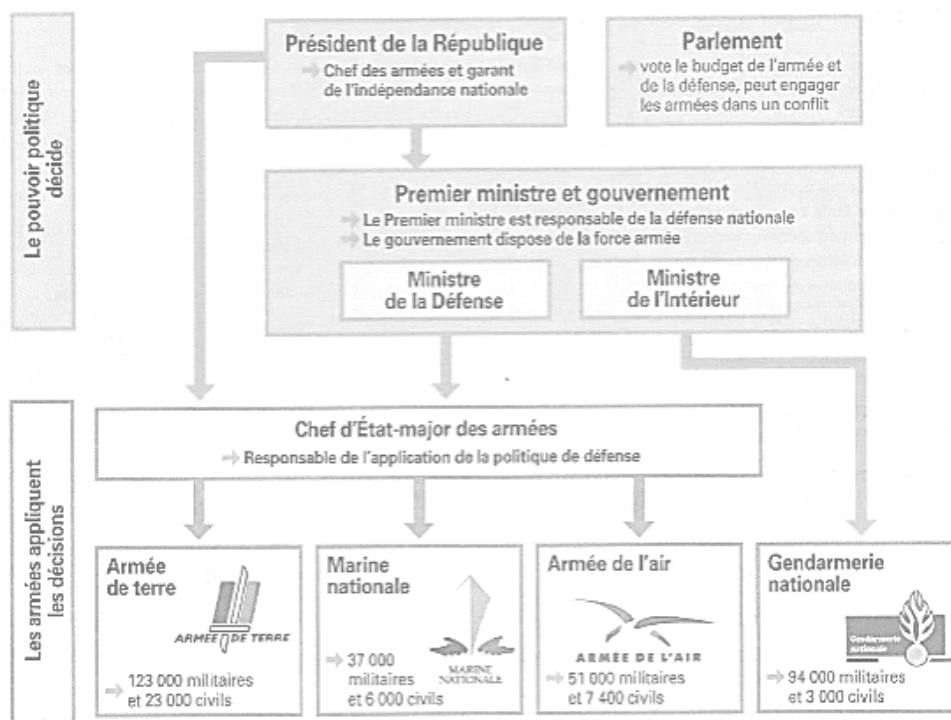 Le pouvoir politique
décide
Président de la République
Chef des armées et garant
de l'indépendance nationale
Parlement
vote le budget de l'armée et
de la défense, peut engager
les armées dans un conflit
Premier ministre et gouvernement
Le Premier ministre est responsable de la défense nationale
Le gouvernement dispose de la force armée
Ministre
de la Défense
Ministre
de l'Intérieur
Les armées appliquent
les décisions
Chef d'État-major des armées
Responsable de l'application de la politique de défense
Armée
de terre
ARMÉE DE TERRE
123 000 militaires
et 23 000 civils
Marine
nationale
MARINE
NATIONALE
37 000
militaires
et 6 000 civils
Armée de l'air
ARMÉE DE L'AIR
51 000 militaires
et 7 400 civils
Gendarmerie
nationale
Gendarmerie
nationale
94 000 militaires
et 3 000 civils